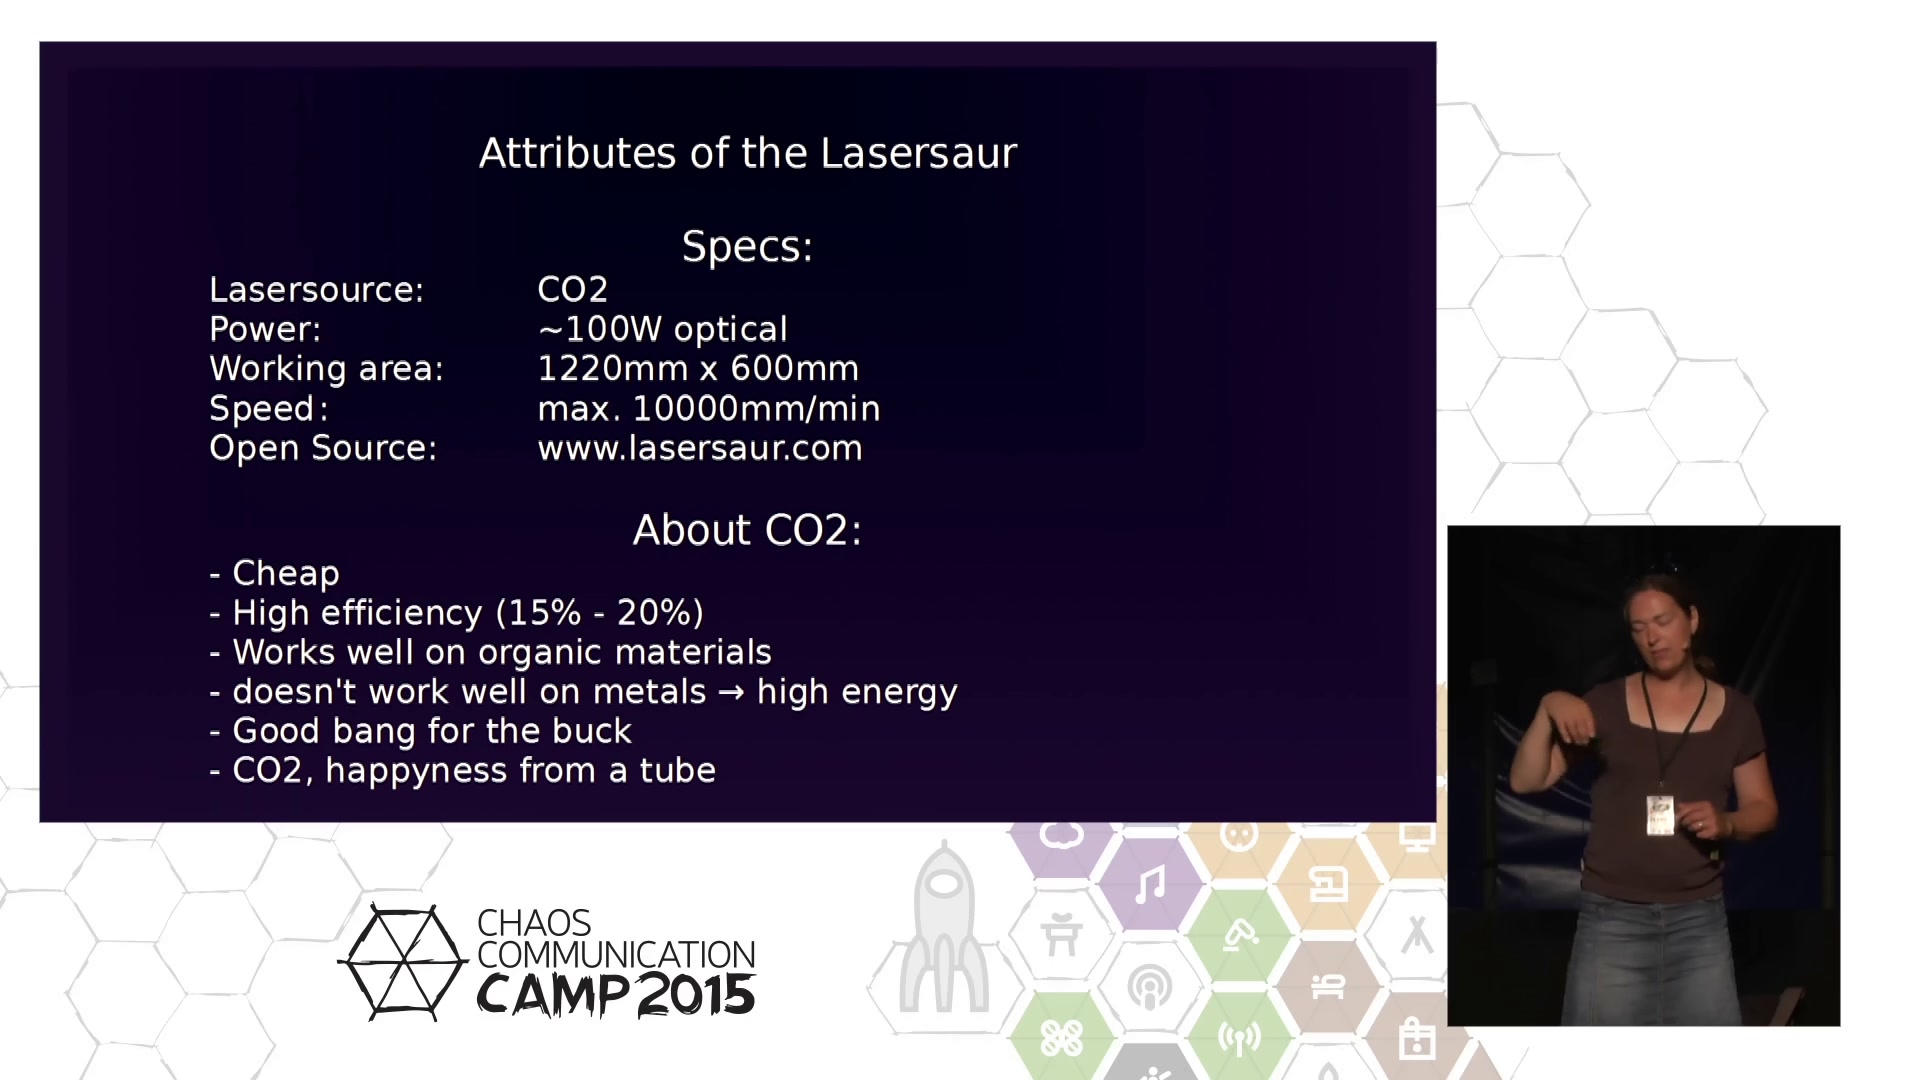 Attributes of the Lasersaur
Specs:
Lasersource: CO2
Power: ~100W optical
Working area: 1220mm x 600mm
Speed: max. 10000mm/min
Open Source: www.lasersaur.com
About CO2:
- Cheap
- High efficiency (15% - 20%)
- Works well on organic materials
- doesn't work well on metals → high energy
- Good bang for the buck
- CO2, happyness from a tube
CHAOS
COMMUNICATION
CAMP 2015